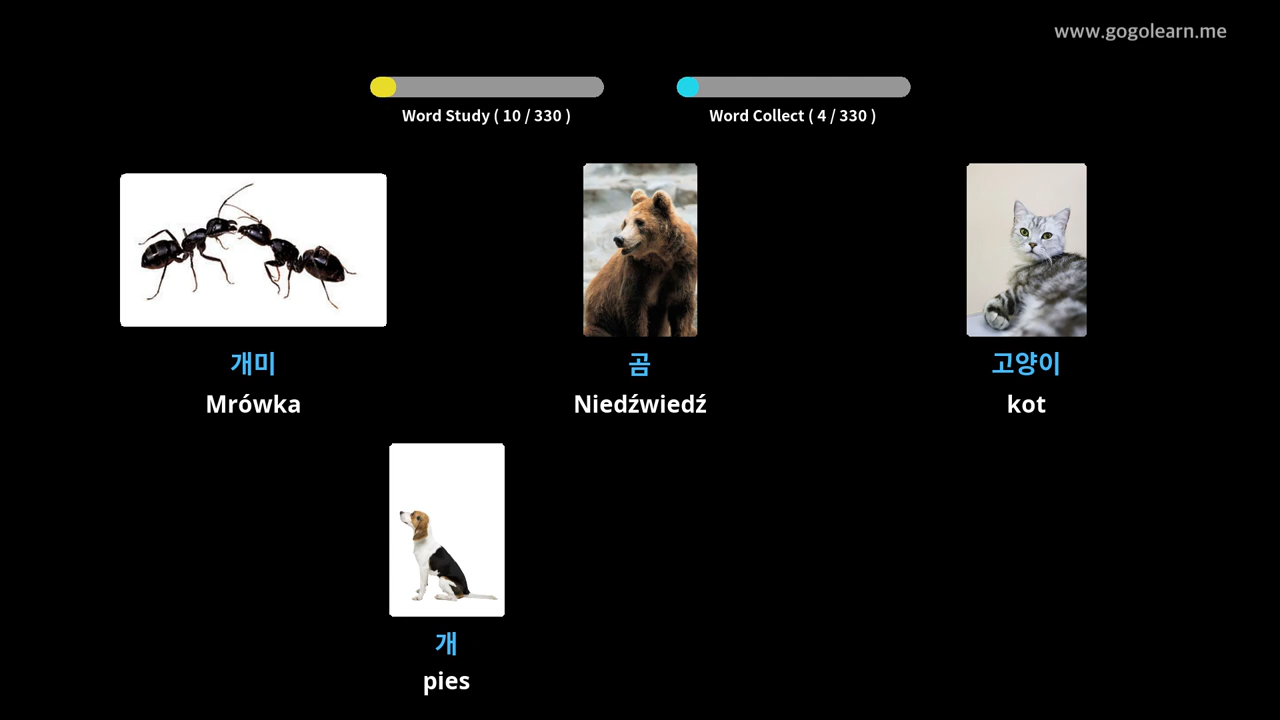 www.gogolearn.me
Word Study ( 10 / 330 )
Word Collect ( 4 / 330 )
개미
Mrówka
곰
Niedźwiedź
고양이
kot
개
pies